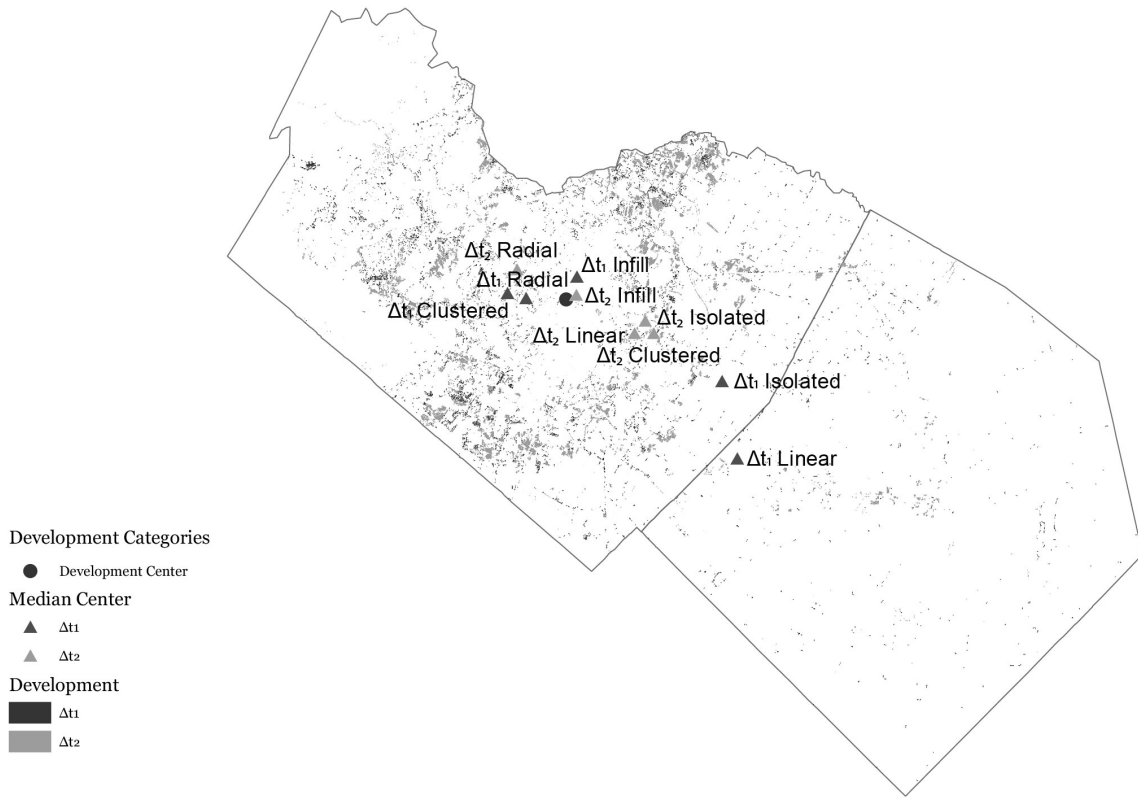 Δt₂ Radial
Δt₁ Infill
Δt₁ Radial
Δt₂ Infill
Δt₁ Clustered
Δt₂ Isolated
Δt₂ Linear
Δt₂ Clustered
Δt₁ Isolated
Δt₁ Linear
Development Categories
Development Center
Median Center
Δt1
Δt2
Development
Δt1
Δt2